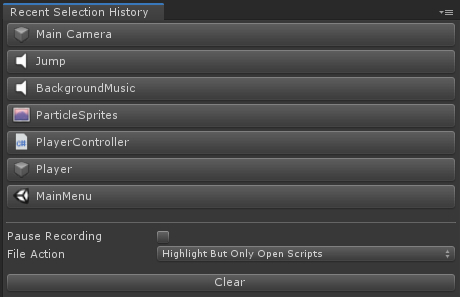 Recent Selection History
Main Camera
Jump
BackgroundMusic
ParticleSprites
C#
PlayerController
Player
MainMenu
Pause Recording
File Action
Highlight But Only Open Scripts
Clear